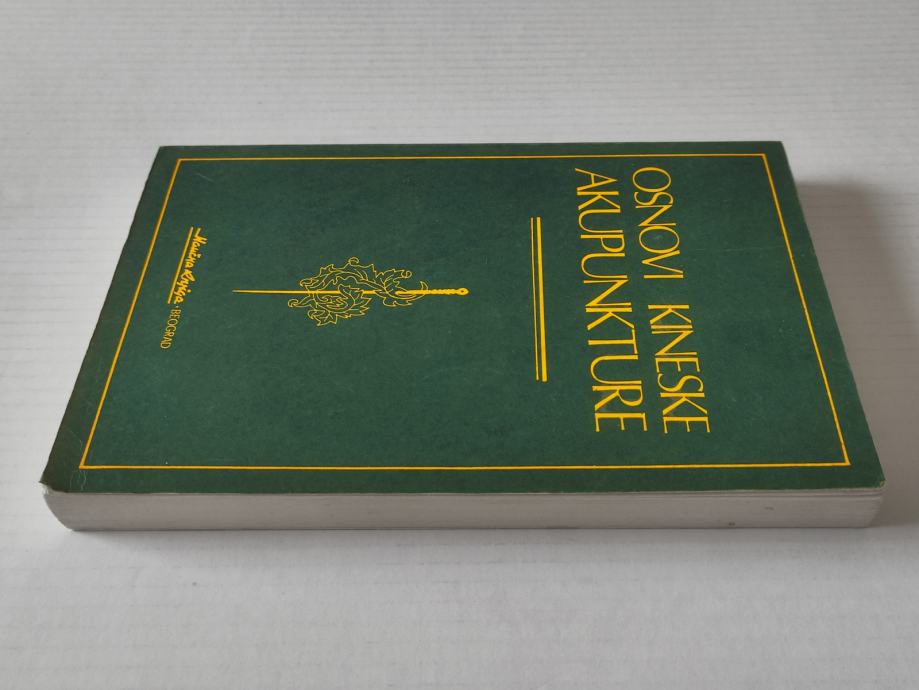 OSNOVI KINESKE
AKUPUNKTURE
Naučna Knjiga • BEOGRAD